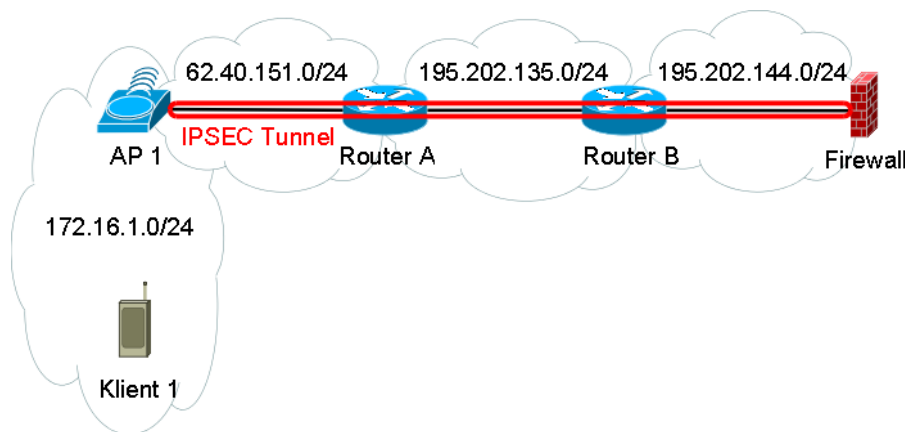 62.40.151.0/24
195.202.135.0/24
195.202.144.0/24
IPSEC Tunnel
AP 1
Router A
Router B
Firewall
172.16.1.0/24
Klient 1